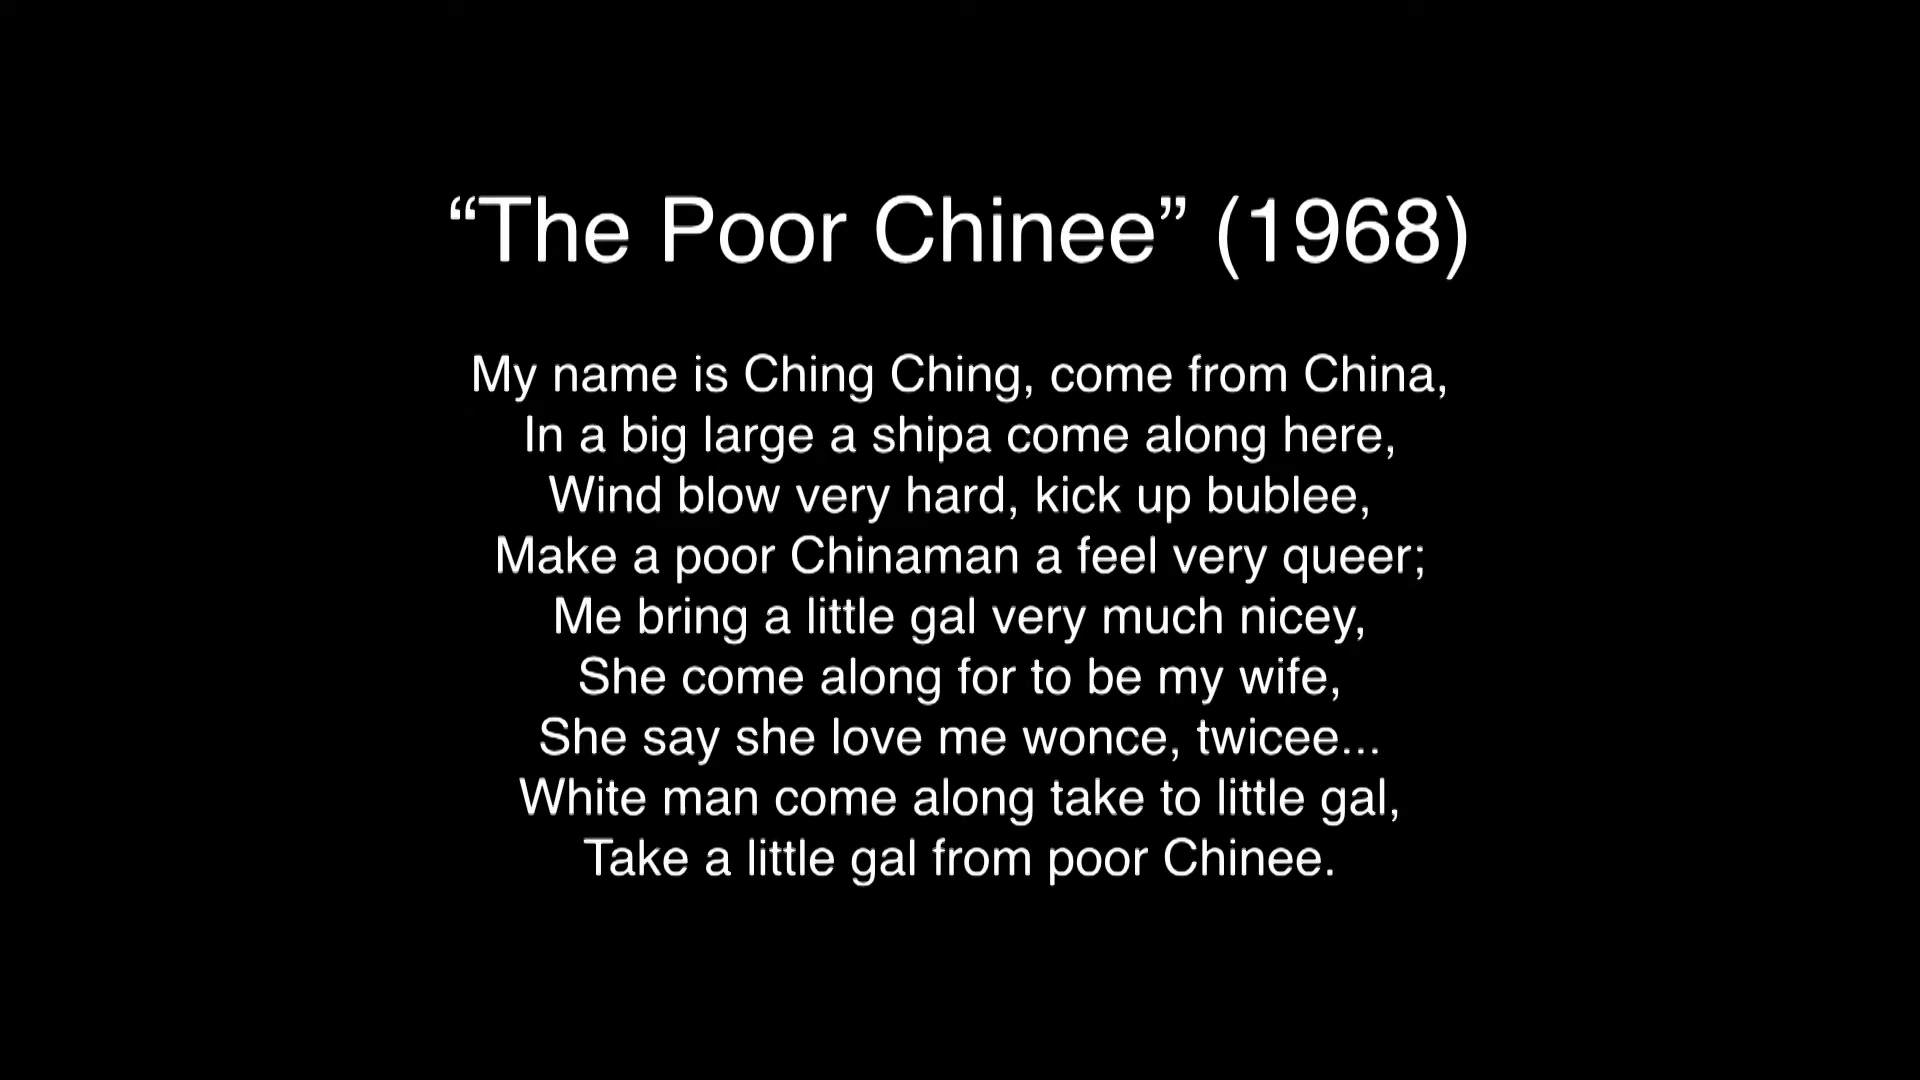 “The Poor Chinee” (1968)
My name is Ching Ching, come from China,
In a big large a shipa come along here,
Wind blow very hard, kick up bublee,
Make a poor Chinaman a feel very queer;
Me bring a little gal very much nicey,
She come along for to be my wife,
She say she love me wonce, twicee...
White man come along take to little gal,
Take a little gal from poor Chinee.